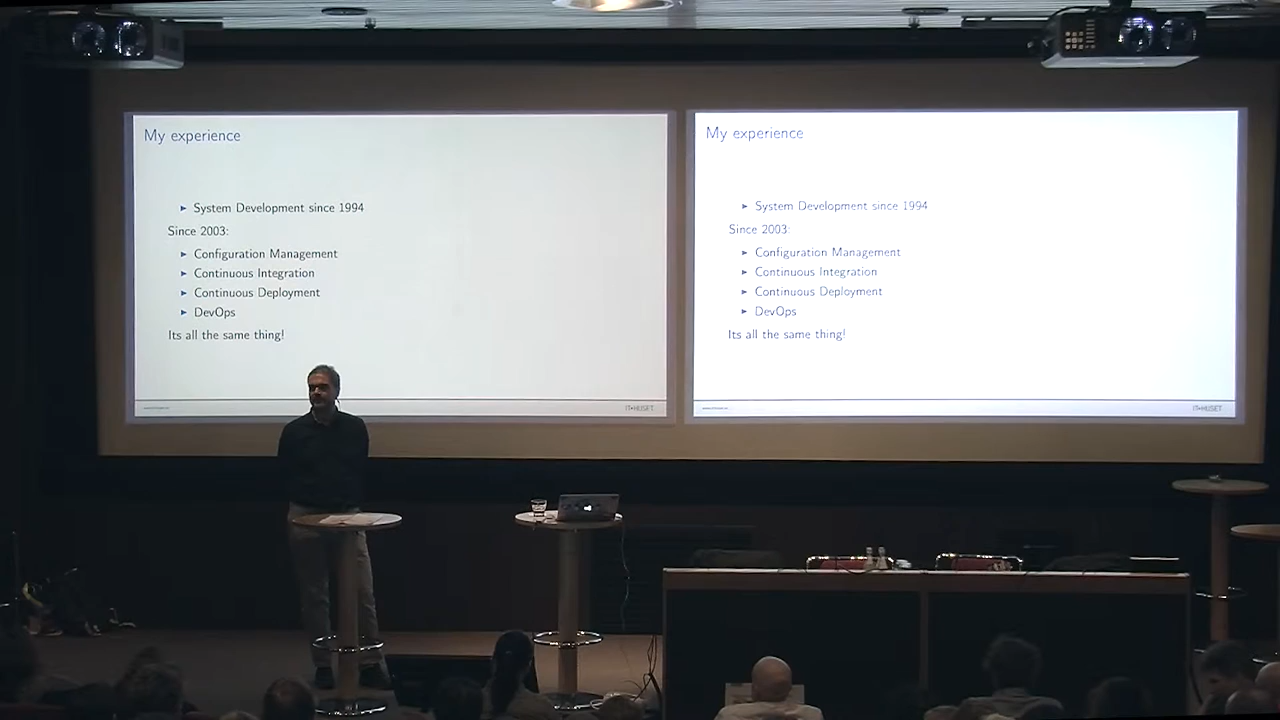 My experience
► System Development since 1994
Since 2003:
► Configuration Management
► Continuous Integration
► Continuous Deployment
► DevOps
Its all the same thing!
IT•HUSET
My experience
► System Development since 1994
Since 2003:
► Configuration Management
► Continuous Integration
► Continuous Deployment
► DevOps
Its all the same thing!
IT•HUSET